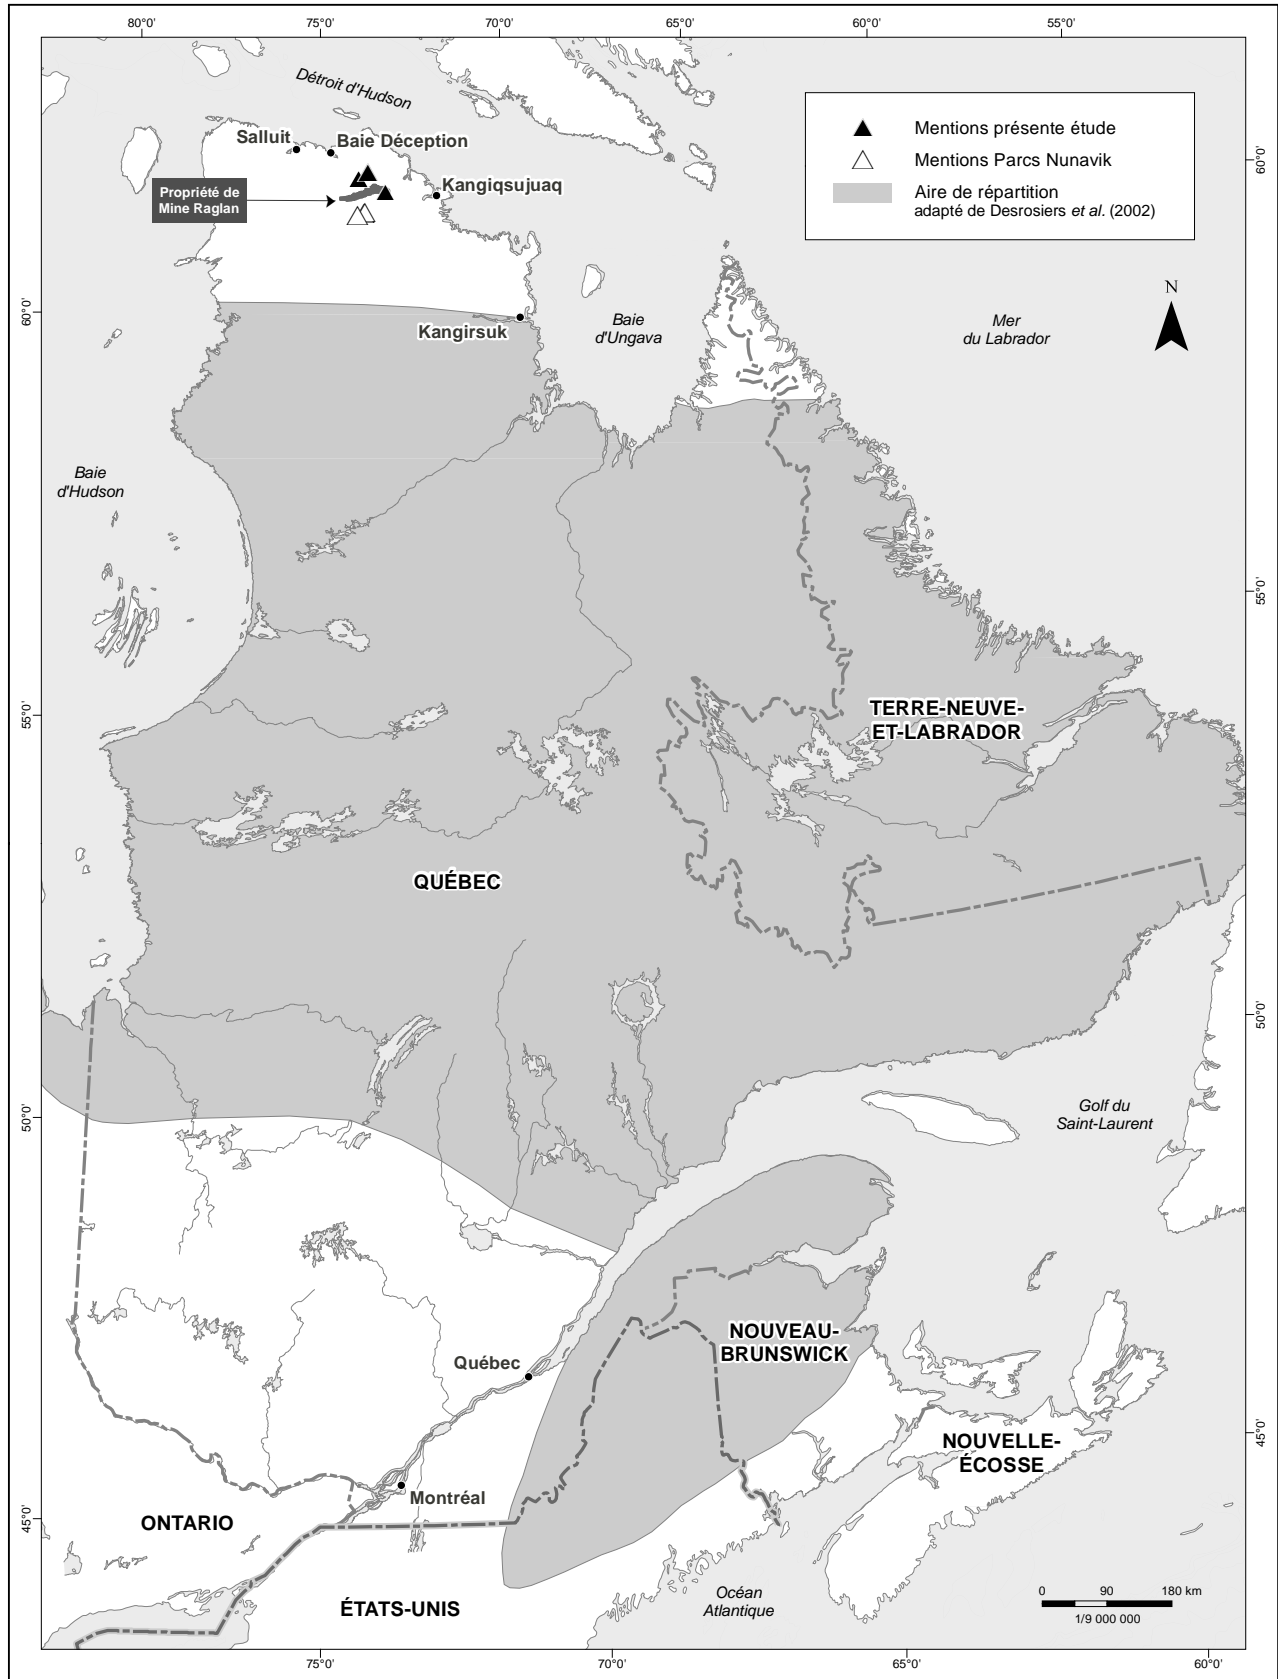 80°0'
75°0'
70°0'
65°0'
60°0'
55°0'
Détroit d'Hudson
Mentions présente étude
Mentions Parcs Nunavik
Aire de répartition
adapté de Desrosiers et al. (2002)
Salluit
Baie Déception
Kangiqsujuaq
Propriété de
Mine Raglan
60°0'
60°0'
N
Kangirsuk
Baie
d'Ungava
Mer
du Labrador
Baie
d'Hudson
55°0'
55°0'
TERRE-NEUVE-
ET-LABRADOR
QUÉBEC
50°0'
50°0'
Golf du
Saint-Laurent
NOUVEAU-
BRUNSWICK
Québec
45°0'
NOUVELLE-
ÉCOSSE
Montréal
45°0'
ONTARIO
ÉTATS-UNIS
Océan
Atlantique
0 90 180 km
1/9 000 000
75°0'
70°0'
65°0'
60°0'